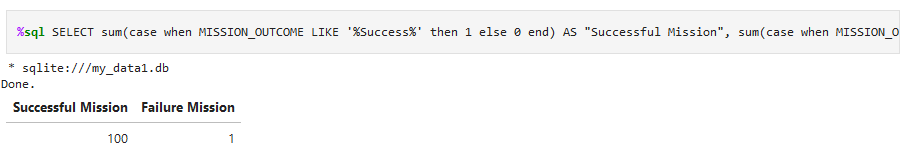 %sql SELECT sum(case when MISSION_OUTCOME LIKE '%Success%' then 1 else 0 end) AS "Successful Mission", sum(case when MISSION_O
* sqlite:///my_data1.db
Done.
Successful Mission Failure Mission
100 1